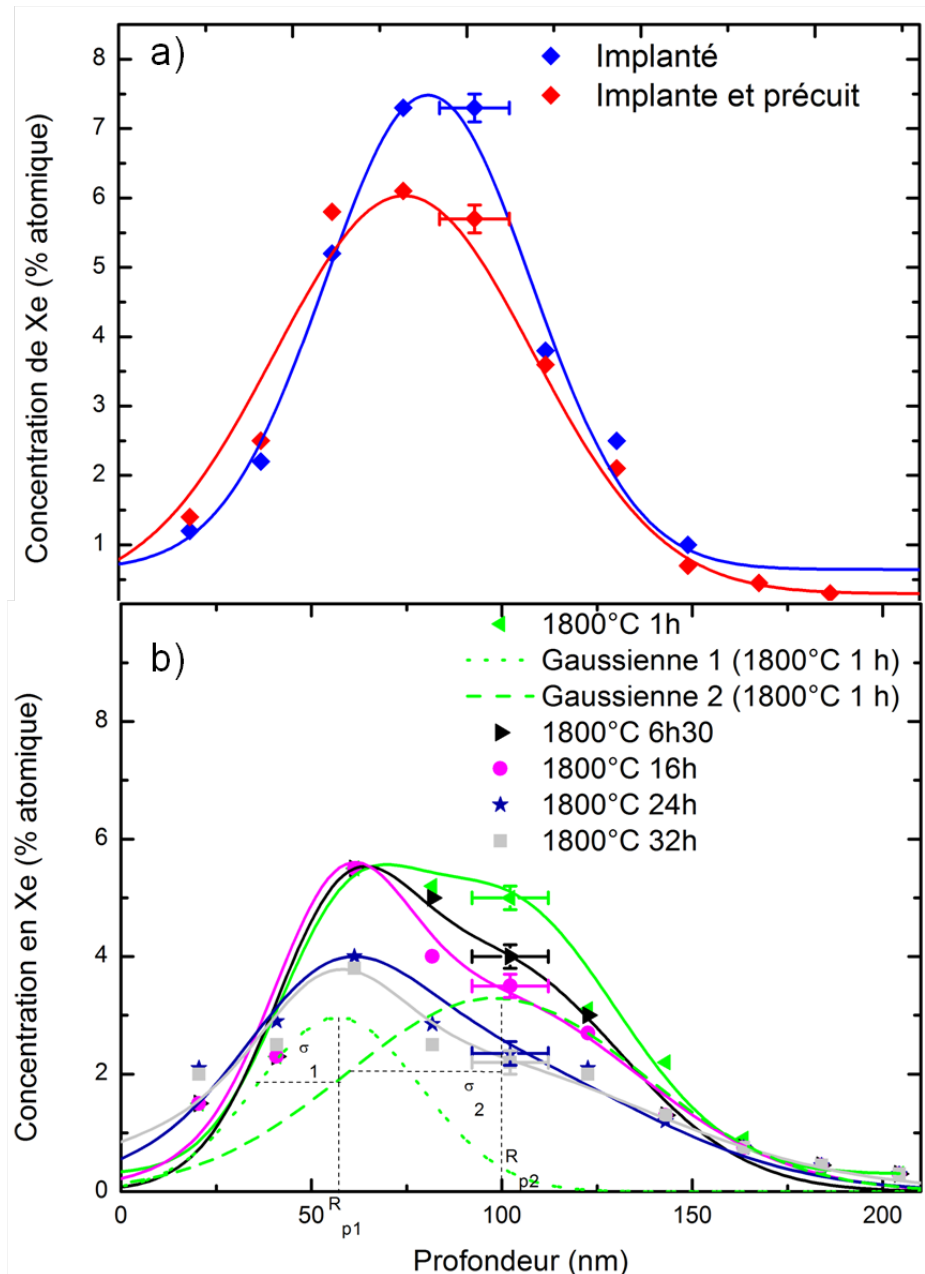 a)
Implanté
Implante et précuit
Concentration de Xe (% atomique)
8
7
6
5
4
3
2
1
b)
1800°C 1h
Gaussienne 1 (1800°C 1 h)
Gaussienne 2 (1800°C 1 h)
1800°C 6h30
1800°C 16h
1800°C 24h
1800°C 32h
Concentration en Xe (% atomique)
8
6
4
2
0
σ
1
σ
2
R
p2
0
50
R
p1
100
150
200
Profondeur (nm)